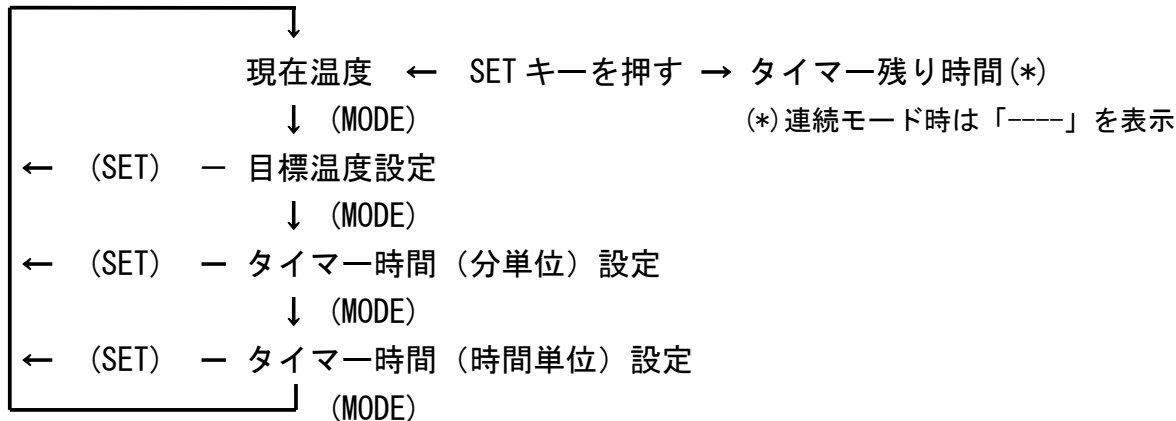 現在温度 ← SETキーを押す → タイマー残り時間(*)
↓ (MODE) (*)連続モード時は「----」を表示
← (SET) － 目標温度設定
↓ (MODE)
← (SET) － タイマー時間（分単位）設定
↓ (MODE)
← (SET) － タイマー時間（時間単位）設定
(MODE)